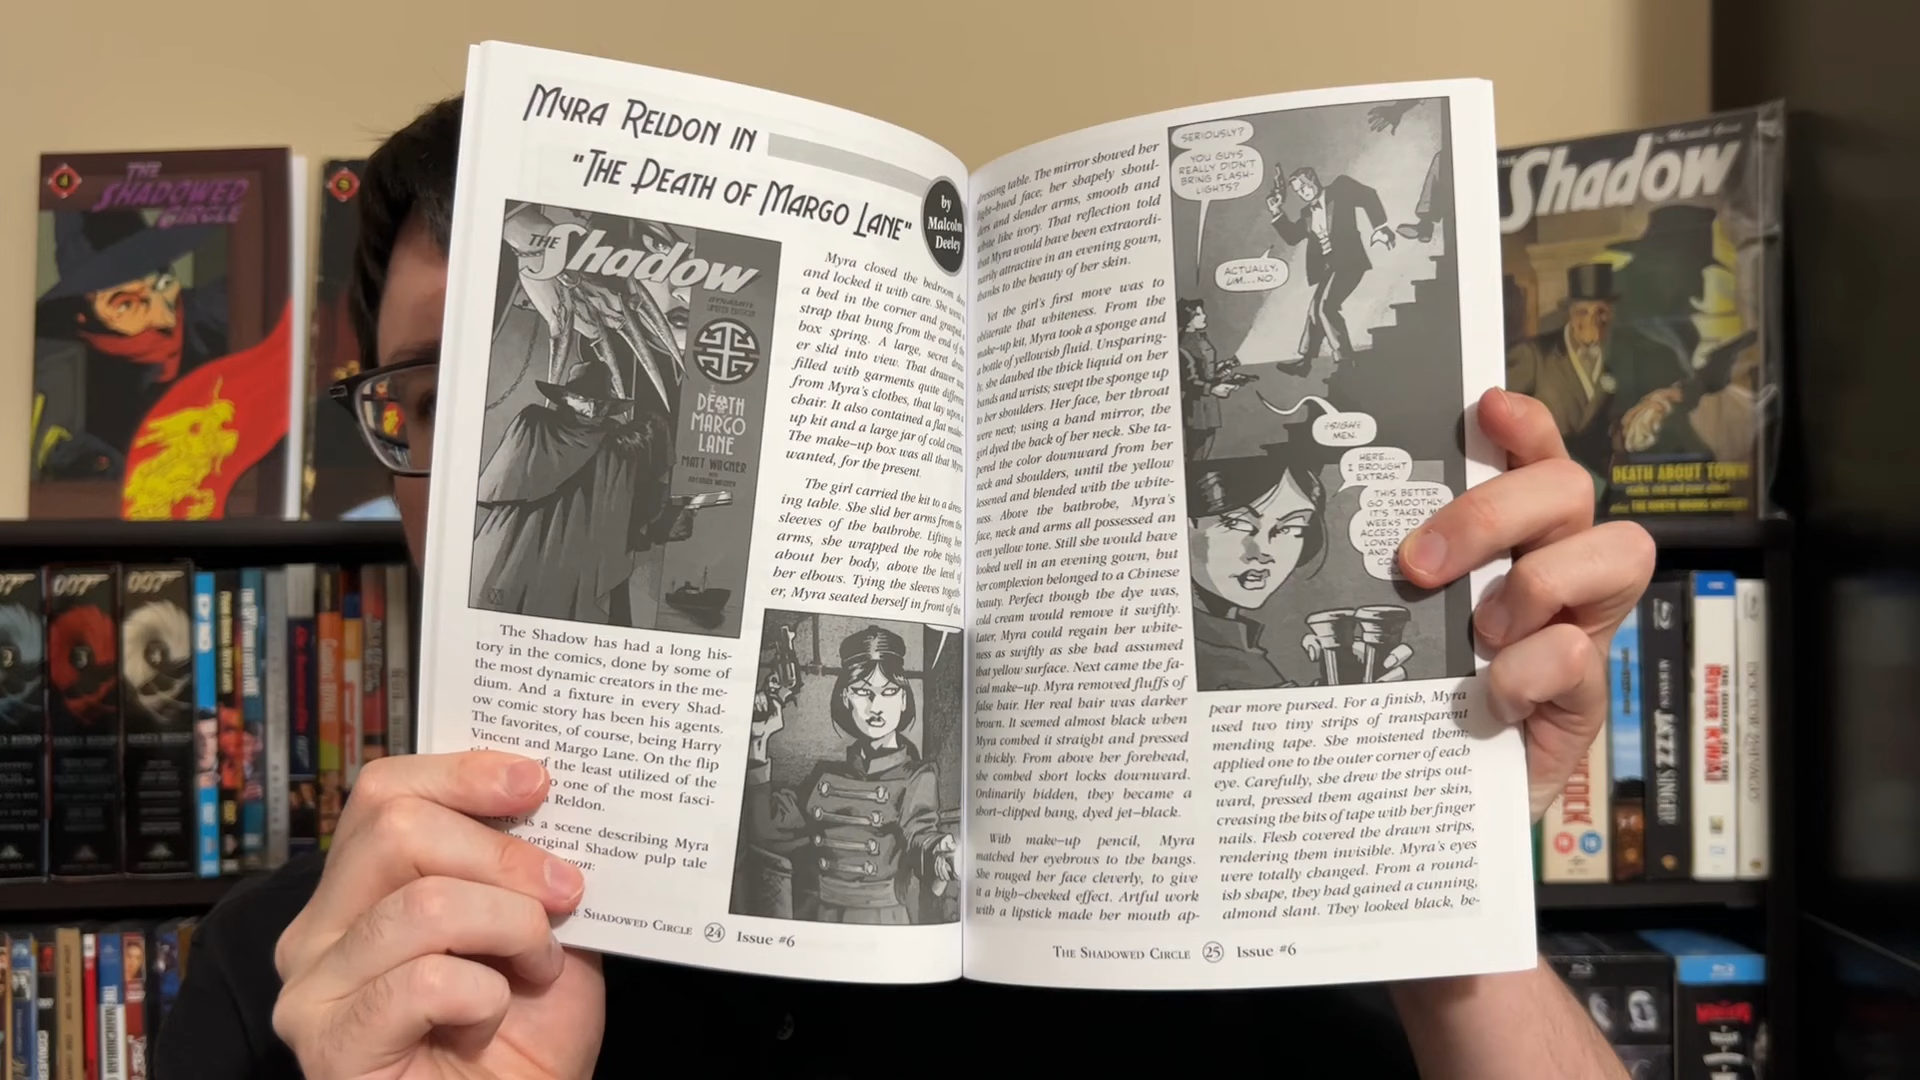 Myra Reldon in
"The Death of Margo Lane"
by
Malcolm
Deeley
THE
Shadow
DEATH
MARGO
LANE
MATT WAGNER
The Shadow has had a long his-
tory in the comics, done by some of
the most dynamic creators in the me-
dium. And a fixture in every Shad-
ow comic story has been his agents.
The favorites, of course, being Harry
Vincent and Margo Lane. On the flip
of the least utilized of the
one of the most fasci-
Reldon.
is a scene describing Myra
original Shadow pulp tale
Myra closed the bedroom
and locked it with care. She went
a bed in the corner and grasped a
strap that hung from the end of the
box spring. A large, secret
er slid into view. That drawer was
filled with garments quite different
from Myra's clothes, that lay upon a
chair. It also contained a flat make-
up kit and a large jar of cold cream.
The make-up box was all that Myra
wanted, for the present.
The girl carried the kit to a dress-
ing table. She slid her arms from the
sleeves of the bathrobe. Lifting her
arms, she wrapped the robe tightly
about her body, above the level of
her elbows. Tying the sleeves togeth-
er, Myra seated herself in front of the
The Shadowed Circle 24 Issue #6
dressing table. The mirror showed her
light-hued face; her shapely shoul-
ders and slender arms, smooth and
white like ivory. That reflection told
that Myra would have been extraordi-
narily attractive in an evening gown,
thanks to the beauty of her skin.
Yet the girl's first move was to
obliterate that whiteness. From the
make-up kit, Myra took a sponge and
a bottle of yellowish fluid. Unsparing-
ly, she daubed the thick liquid on her
hands and wrists; swept the sponge up
to her shoulders. Her face, her throat
were next; using a hand mirror, the
girl dyed the back of her neck. She ta-
pered the color downward from her
neck and shoulders, until the yellow
lessened and blended with the white-
ness. Above the bathrobe, Myra's
face, neck and arms all possessed an
even yellow tone. Still she would have
looked well in an evening gown, but
her complexion belonged to a Chinese
beauty. Perfect though the dye was,
cold cream would remove it swiftly.
Later, Myra could regain her white-
ness as swiftly as she had assumed
that yellow surface. Next came the fa-
cial make-up. Myra removed fluffs of
false hair. Her real hair was darker
brown. It seemed almost black when
Myra combed it straight and pressed
it thickly. From above her forehead,
she combed short locks downward.
Ordinarily hidden, they became a
short-clipped bang, dyed jet-black.
With make-up pencil, Myra
matched her eyebrows to the bangs.
She rouged her face cleverly, to give
it a high-cheeked effect. Artful work
with a lipstick made her mouth ap-
SERIOUSLY?
YOU GUYS
REALLY DIDN'T
BRING FLASH-
LIGHTS?
ACTUALLY,
UM...NO.
:SIGH:
MEN.
HERE...
I BROUGHT
EXTRAS.
THIS BETTER
GO SMOOTHLY.
IT'S TAKEN
WEEKS TO
ACCESS
LOWER
AND
pear more pursed. For a finish, Myra
used two tiny strips of transparent
mending tape. She moistened them;
applied one to the outer corner of each
eye. Carefully, she drew the strips out-
ward, pressed them against her skin,
creasing the bits of tape with her finger
nails. Flesh covered the drawn strips,
rendering them invisible. Myra's eyes
were totally changed. From a round-
ish shape, they had gained a cunning,
almond slant. They looked black, be-
The Shadowed Circle 25 Issue #6
THE
SHADOWED
CIRCLE
Shadow
DEATH ABOUT TOWN
007
007
007
JAZZ SINGER